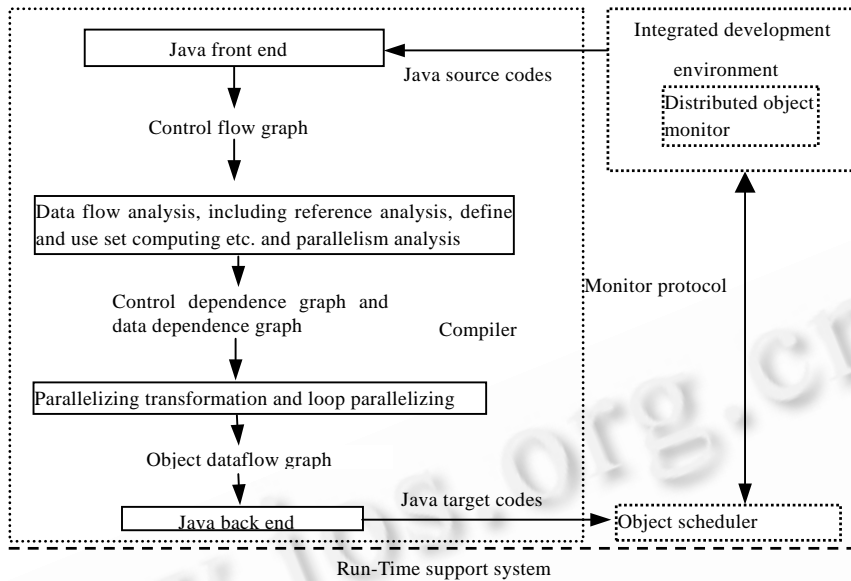 Java front end
Integrated development
environment
Java source codes
Distributed object
monitor
Control flow graph
Data flow analysis, including reference analysis, define
and use set computing etc. and parallelism analysis
Monitor protocol
Control dependence graph and
data dependence graph
Compiler
Parallelizing transformation and loop parallelizing
Object dataflow graph
Java target codes
Java back end
Object scheduler
Run-Time support system